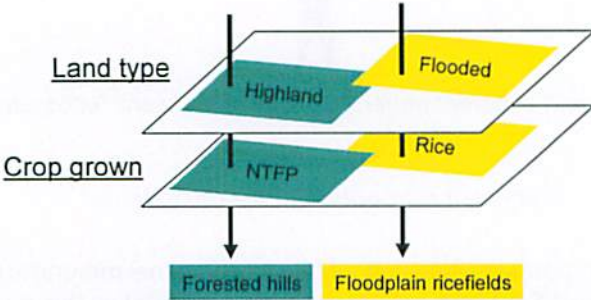 Land type
Highland
Flooded
Crop grown
NTFP
Rice
Forested hills
Floodplain ricefields